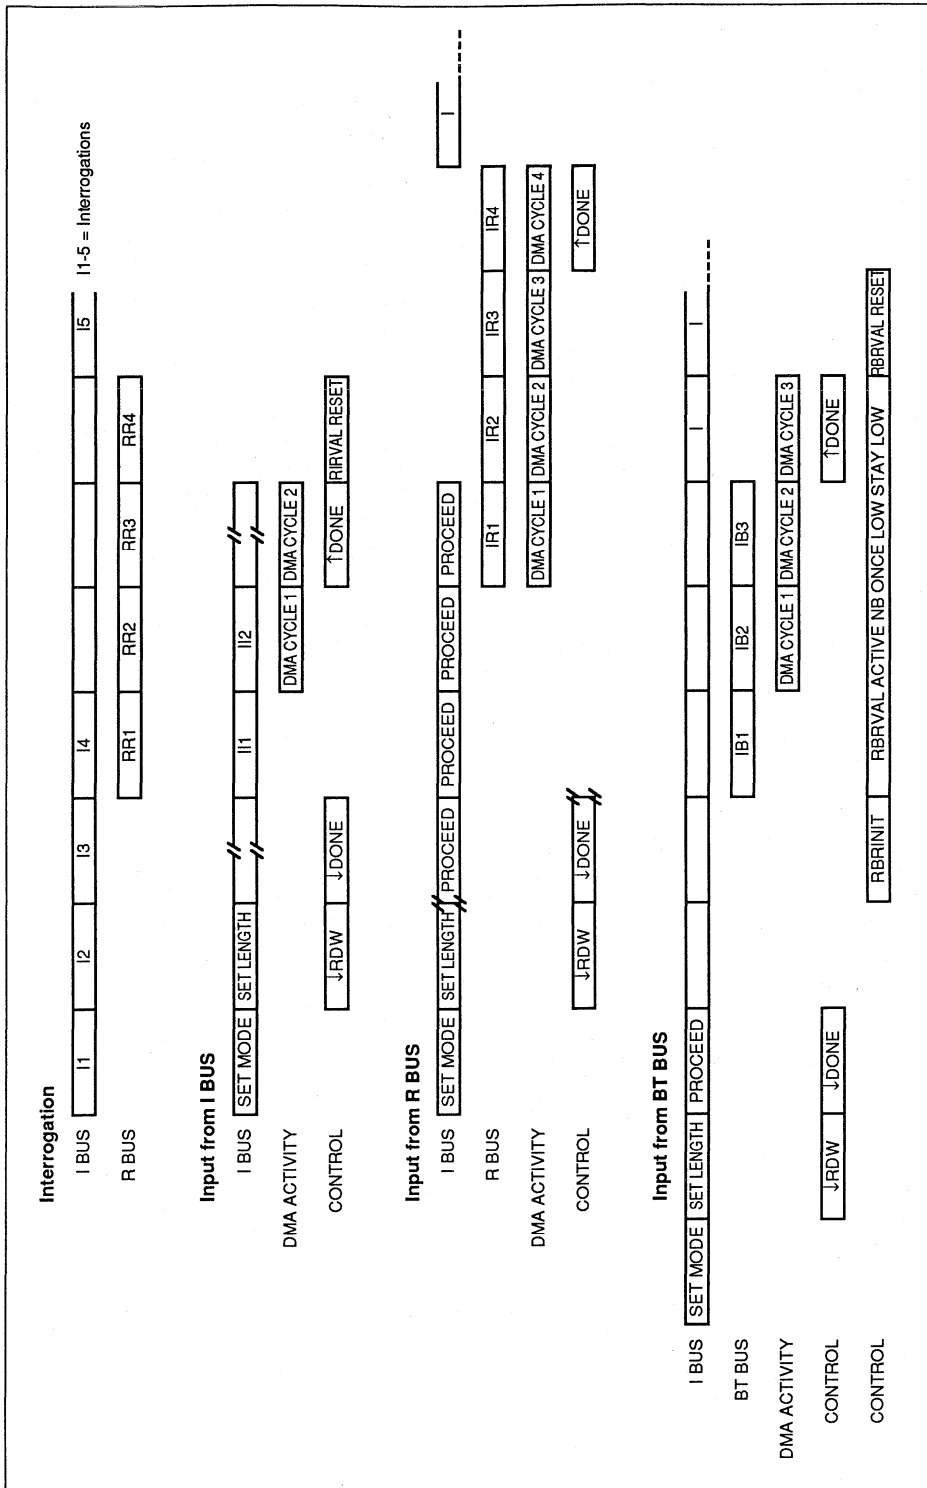 Interrogation
I BUS I1 I2 I3 I4 I5 I1-5 = Interrogations
R BUS RR1 RR2 RR3 RR4
Input from I BUS
I BUS SET MODE SET LENGTH II1 II2
DMA ACTIVITY DMA CYCLE 1 DMA CYCLE 2
CONTROL ↓RDW ↓DONE ↑DONE RIRVAL RESET
Input from R BUS
I BUS SET MODE SET LENGTH PROCEED PROCEED PROCEED PROCEED I
R BUS IR1 IR2 IR3 IR4
DMA ACTIVITY DMA CYCLE 1 DMA CYCLE 2 DMA CYCLE 3 DMA CYCLE 4
CONTROL ↓RDW ↓DONE ↑DONE
Input from BT BUS
I BUS SET MODE SET LENGTH PROCEED I I
BT BUS IB1 IB2 IB3
DMA ACTIVITY DMA CYCLE 1 DMA CYCLE 2 DMA CYCLE 3
CONTROL ↓RDW ↓DONE ↑DONE
CONTROL RBRINIT RBRVAL ACTIVE NB ONCE LOW STAY LOW RBRVAL RESET